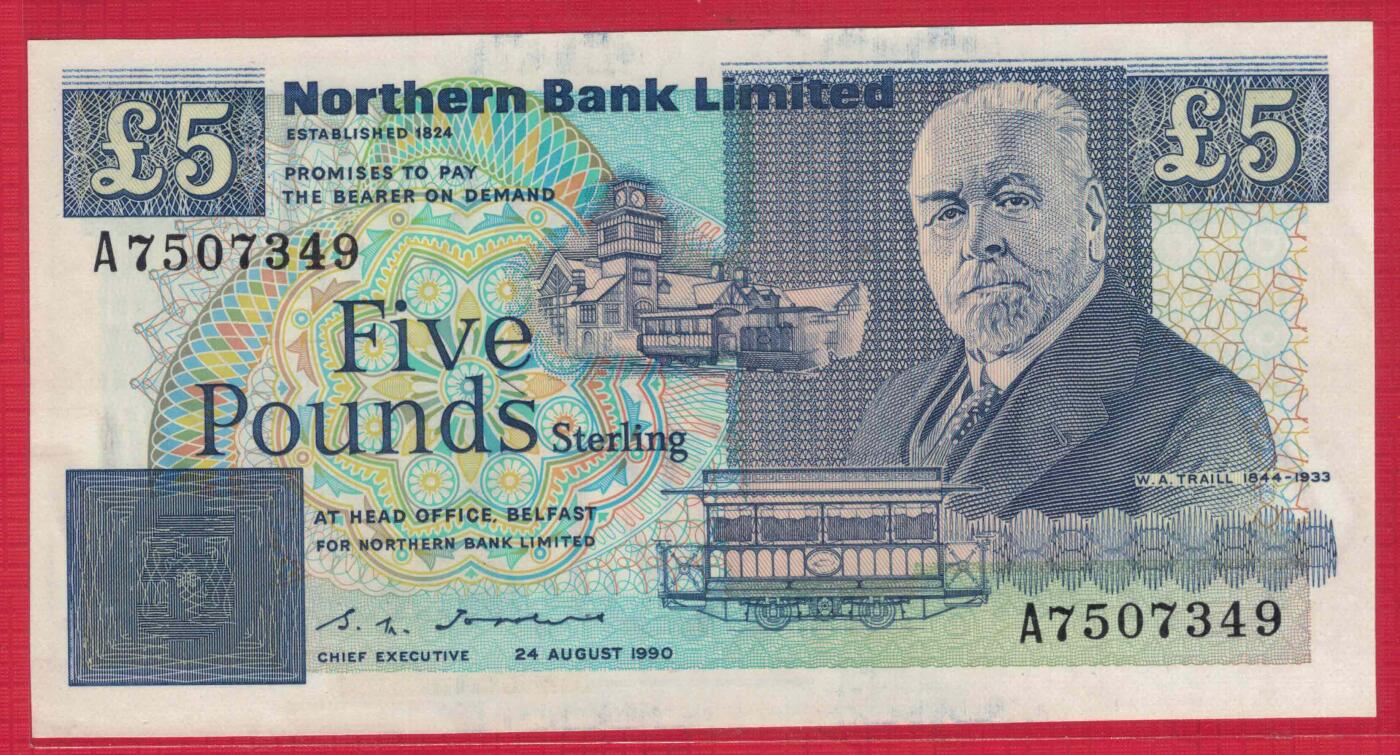 £5
Northern Bank Limited
£5
ESTABLISHED 1824
PROMISES TO PAY
THE BEARER ON DEMAND
A7507349
Five
Pounds Sterling
W.A. TRAILL 1844-1933
AT HEAD OFFICE, BELFAST
FOR NORTHERN BANK LIMITED
A7507349
CHIEF EXECUTIVE 24 AUGUST 1990